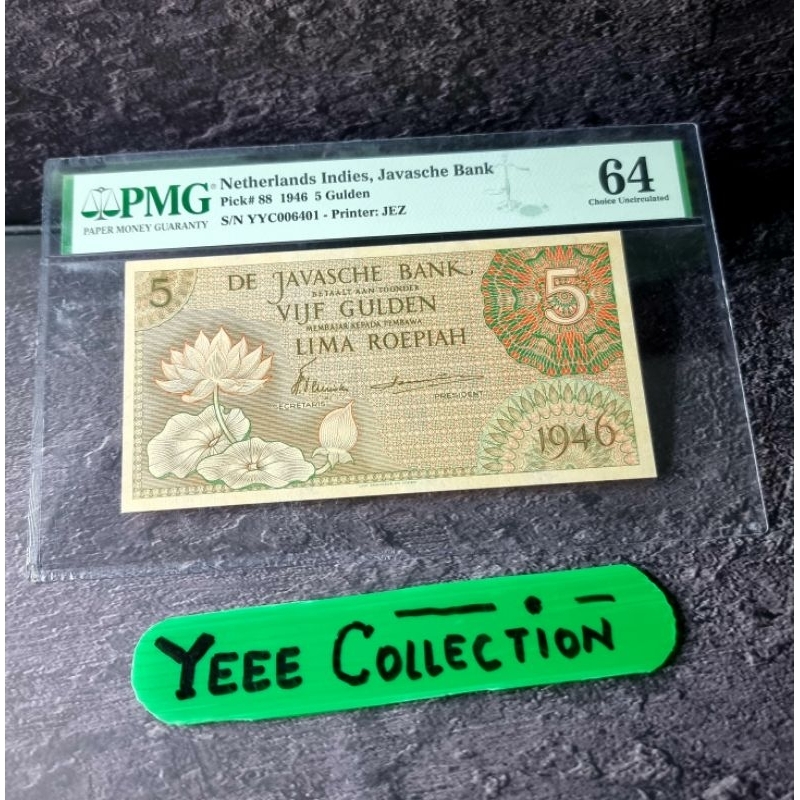 PMG
PAPER MONEY GUARANTY
Netherlands Indies, Javasche Bank
Pick# 88 1946 5 Gulden
S/N YYC006401 - Printer: JEZ
64
Choice Uncirculated
5
DE JAVASCHE BANK,
BETAALT AAN TOONDER
VIJF GULDEN
MEMBAJAR KEPADA PEMBAWA
LIMA ROEPIAH
5
SECRETARIS
PRESIDENT
1946
YEEE COLLECTION